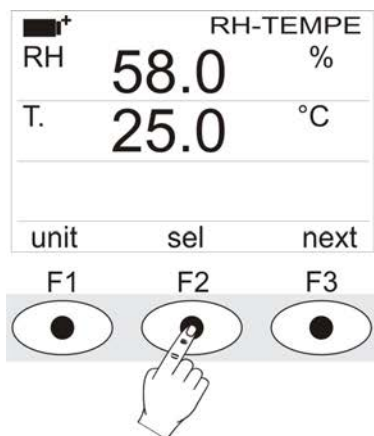 RH-TEMPE
RH 58.0 %
T. 25.0 °C
unit sel next
F1 F2 F3